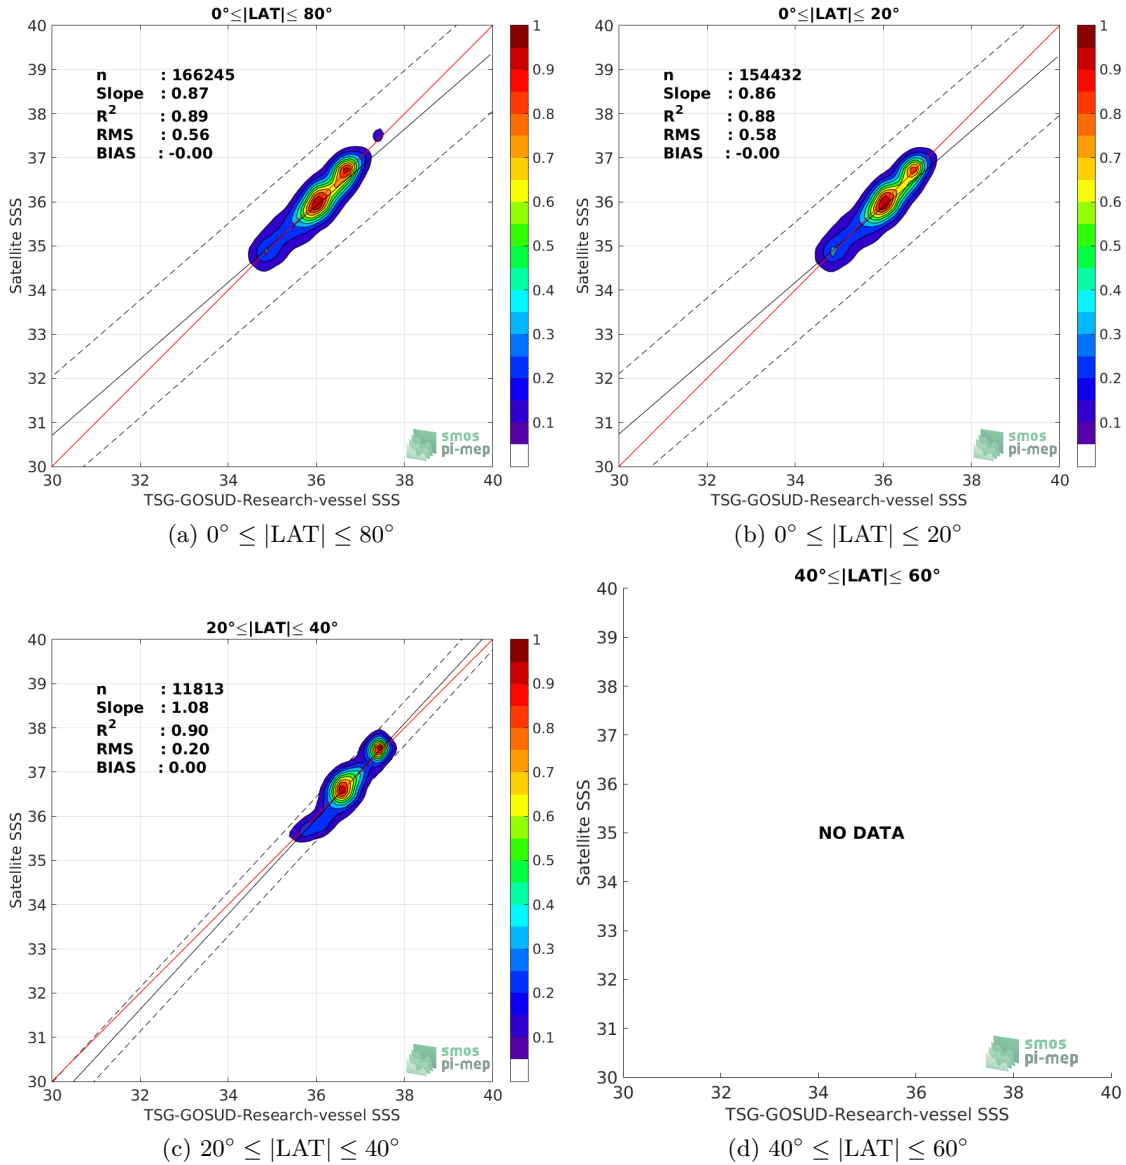 0°≤|LAT|≤ 80°
40
39
38
37
36
35
34
33
32
31
30
30
32
34
36
38
40
Satellite SSS
TSG-GOSUD-Research-vessel SSS
n : 166245
Slope : 0.87
R² : 0.89
RMS : 0.56
BIAS : -0.00
smos
pi-mep
1
0.9
0.8
0.7
0.6
0.5
0.4
0.3
0.2
0.1
(a) 0° ≤ |LAT| ≤ 80°
0°≤|LAT|≤ 20°
40
39
38
37
36
35
34
33
32
31
30
30
32
34
36
38
40
Satellite SSS
TSG-GOSUD-Research-vessel SSS
n : 154432
Slope : 0.86
R² : 0.88
RMS : 0.58
BIAS : -0.00
smos
pi-mep
1
0.9
0.8
0.7
0.6
0.5
0.4
0.3
0.2
0.1
(b) 0° ≤ |LAT| ≤ 20°
20°≤|LAT|≤ 40°
40
39
38
37
36
35
34
33
32
31
30
30
32
34
36
38
40
Satellite SSS
TSG-GOSUD-Research-vessel SSS
n : 11813
Slope : 1.08
R² : 0.90
RMS : 0.20
BIAS : 0.00
smos
pi-mep
1
0.9
0.8
0.7
0.6
0.5
0.4
0.3
0.2
0.1
(c) 20° ≤ |LAT| ≤ 40°
40°≤|LAT|≤ 60°
40
39
38
37
36
35
34
33
32
31
30
30
32
34
36
38
40
Satellite SSS
TSG-GOSUD-Research-vessel SSS
NO DATA
smos
pi-mep
(d) 40° ≤ |LAT| ≤ 60°